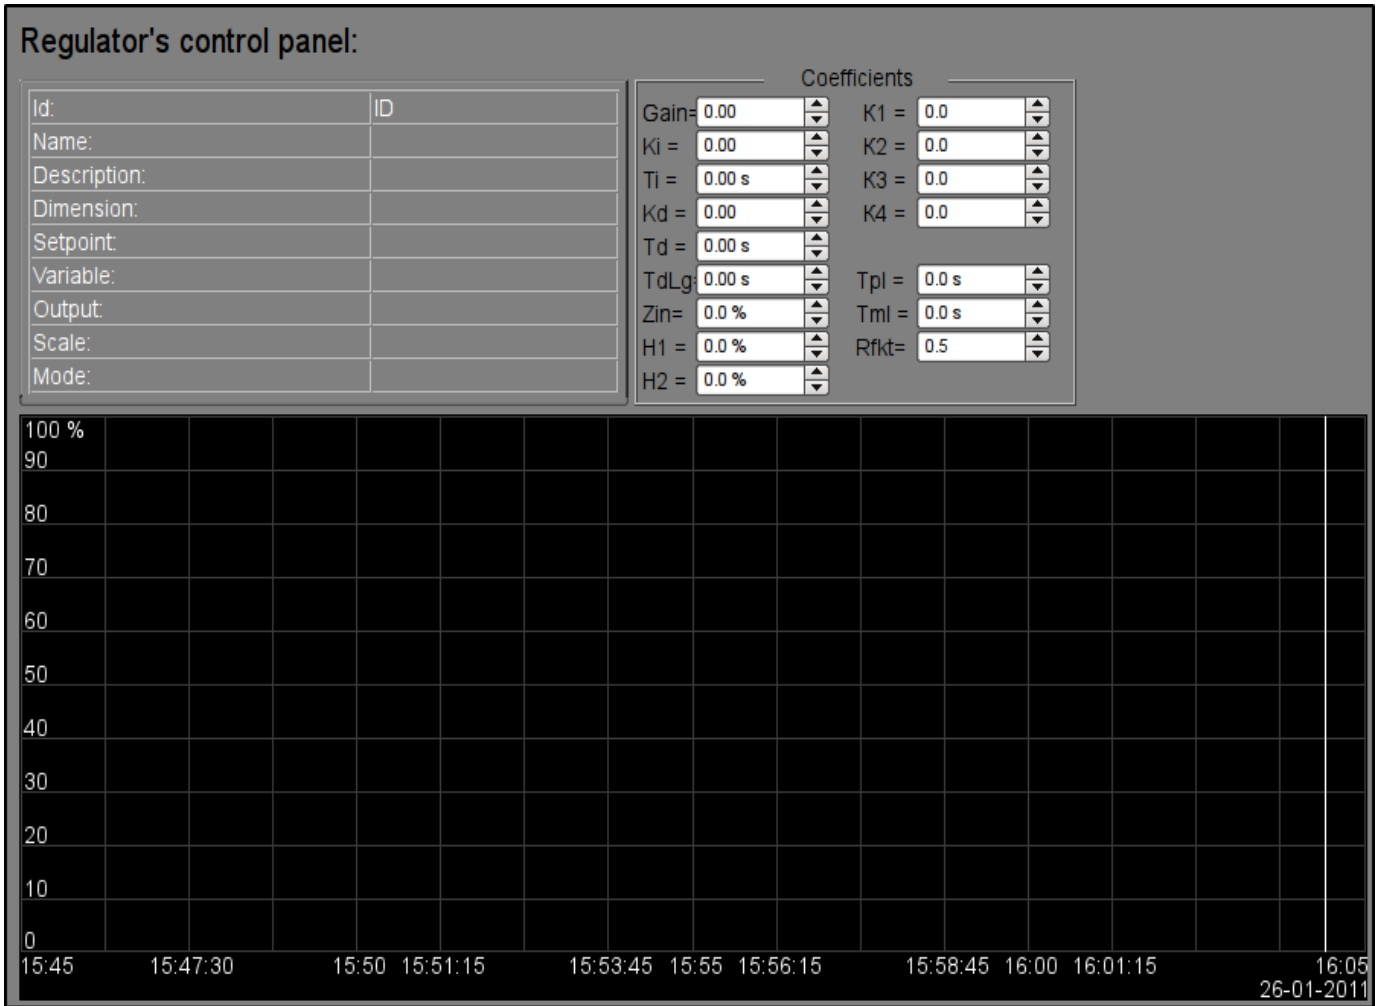 Regulator's control panel:
Id: ID
Name:
Description:
Dimension:
Setpoint:
Variable:
Output:
Scale:
Mode:
Coefficients
Gain= 0.00 K1 = 0.0
Ki = 0.00 K2 = 0.0
Ti = 0.00 s K3 = 0.0
Kd = 0.00 K4 = 0.0
Td = 0.00 s
TdLg= 0.00 s Tpl = 0.0 s
Zin= 0.0 % Tml = 0.0 s
H1 = 0.0 % Rfkt= 0.5
H2 = 0.0 %
100 %
90
80
70
60
50
40
30
20
10
0
15:45 15:47:30 15:50 15:51:15 15:53:45 15:55 15:56:15 15:58:45 16:00 16:01:15 16:05
26-01-2011